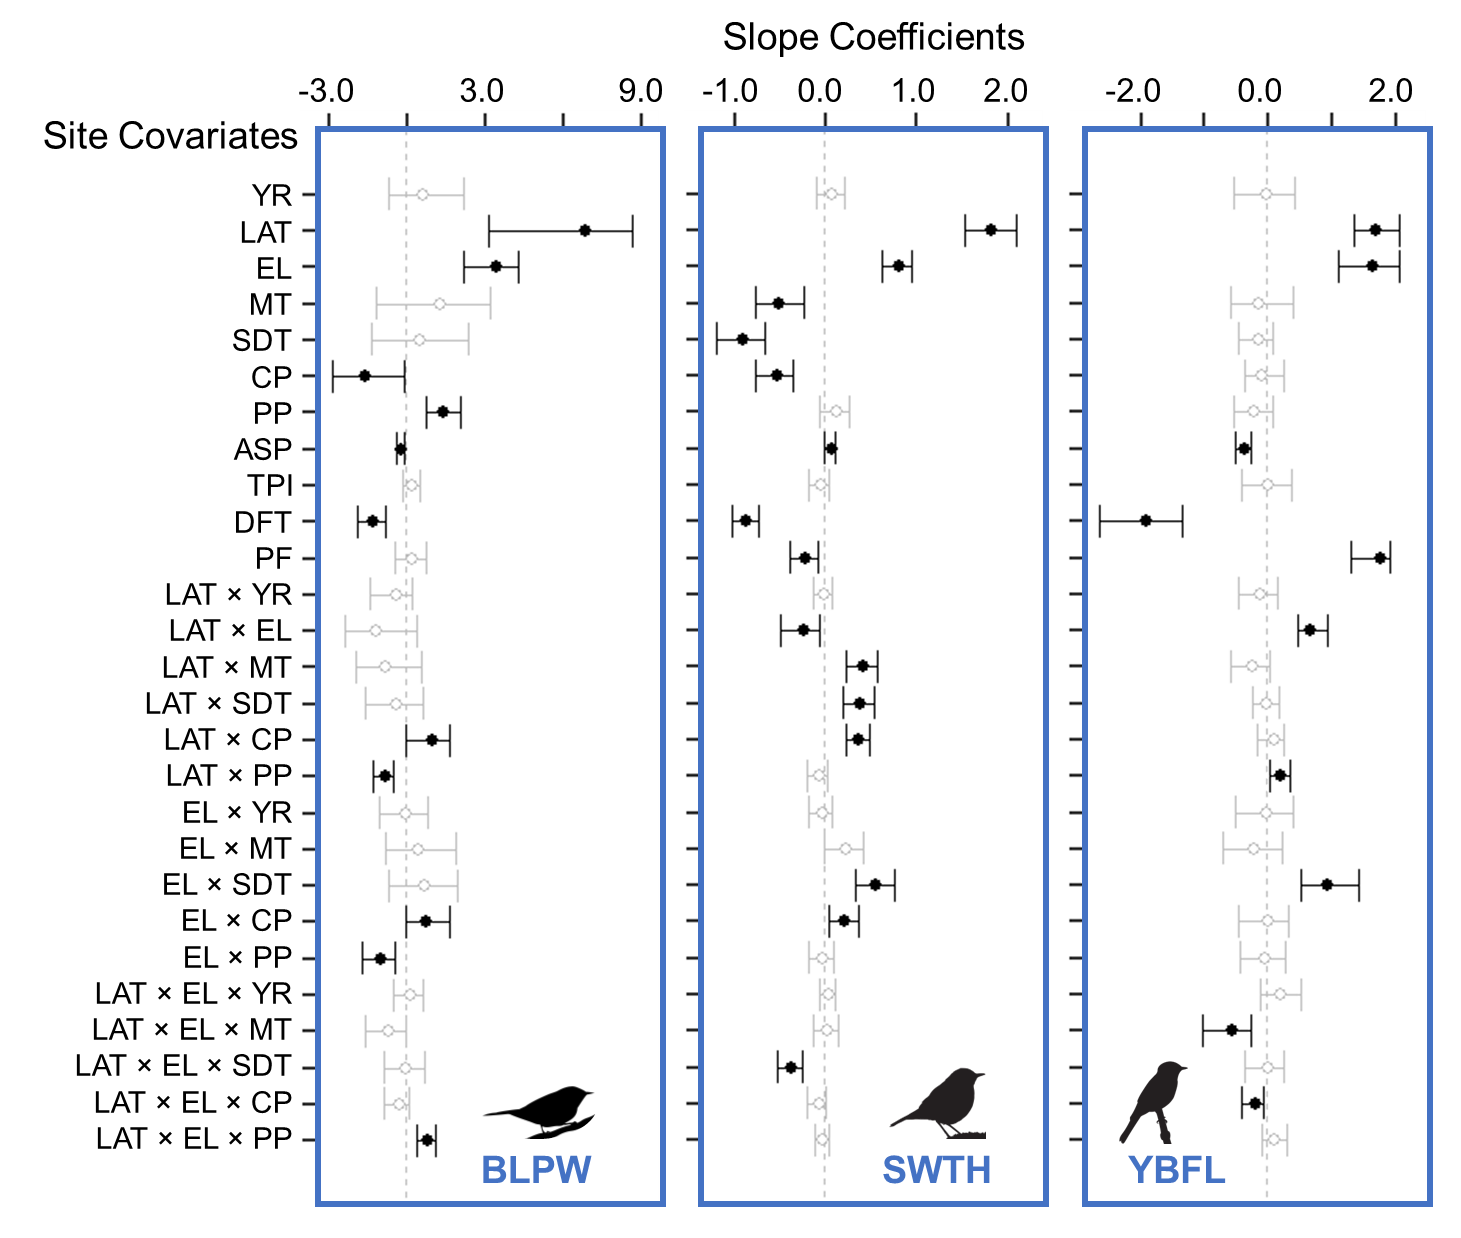 Slope Coefficients
-3.0 3.0 9.0 -1.0 0.0 1.0 2.0 -2.0 0.0 2.0
Site Covariates
YR
LAT
EL
MT
SDT
CP
PP
ASP
TPI
DFT
PF
LAT × YR
LAT × EL
LAT × MT
LAT × SDT
LAT × CP
LAT × PP
EL × YR
EL × MT
EL × SDT
EL × CP
EL × PP
LAT × EL × YR
LAT × EL × MT
LAT × EL × SDT
LAT × EL × CP
LAT × EL × PP
BLPW SWTH YBFL